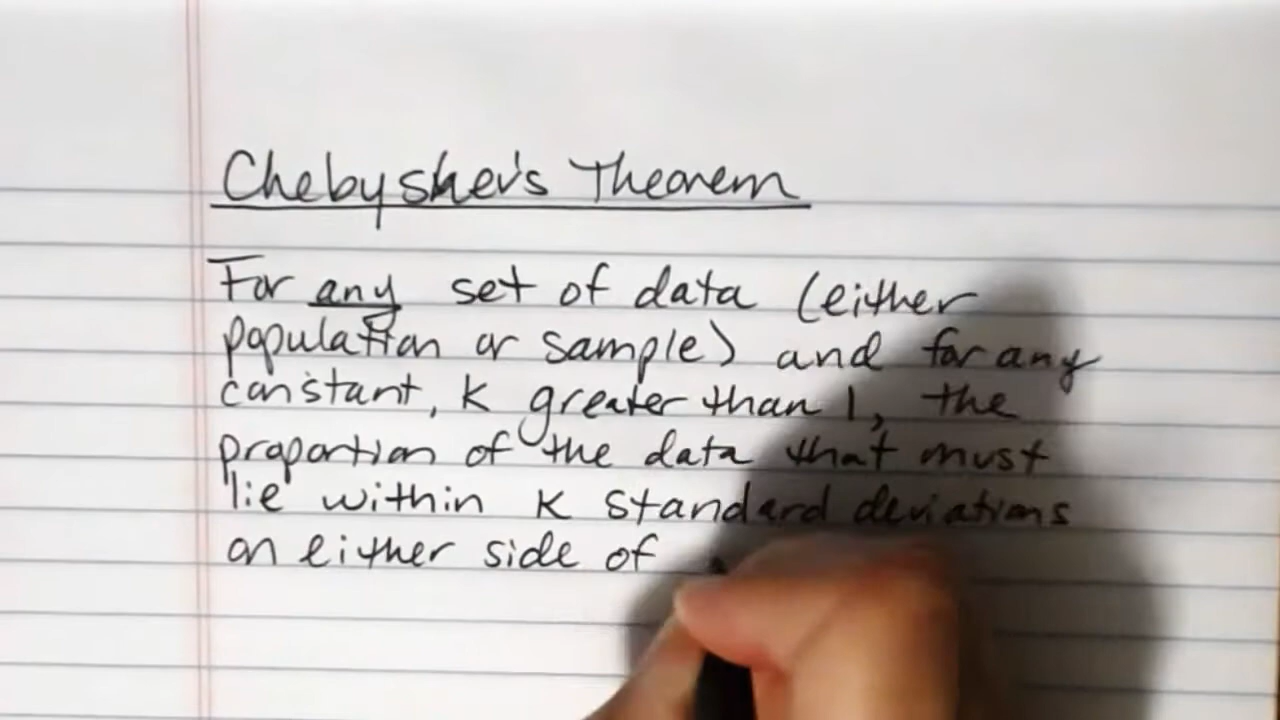 Chebyshev's Theorem
For any set of data (either
population or sample) and for any
constant, K greater than 1, the
proportion of the data that must
lie within K standard deviations
on either side of